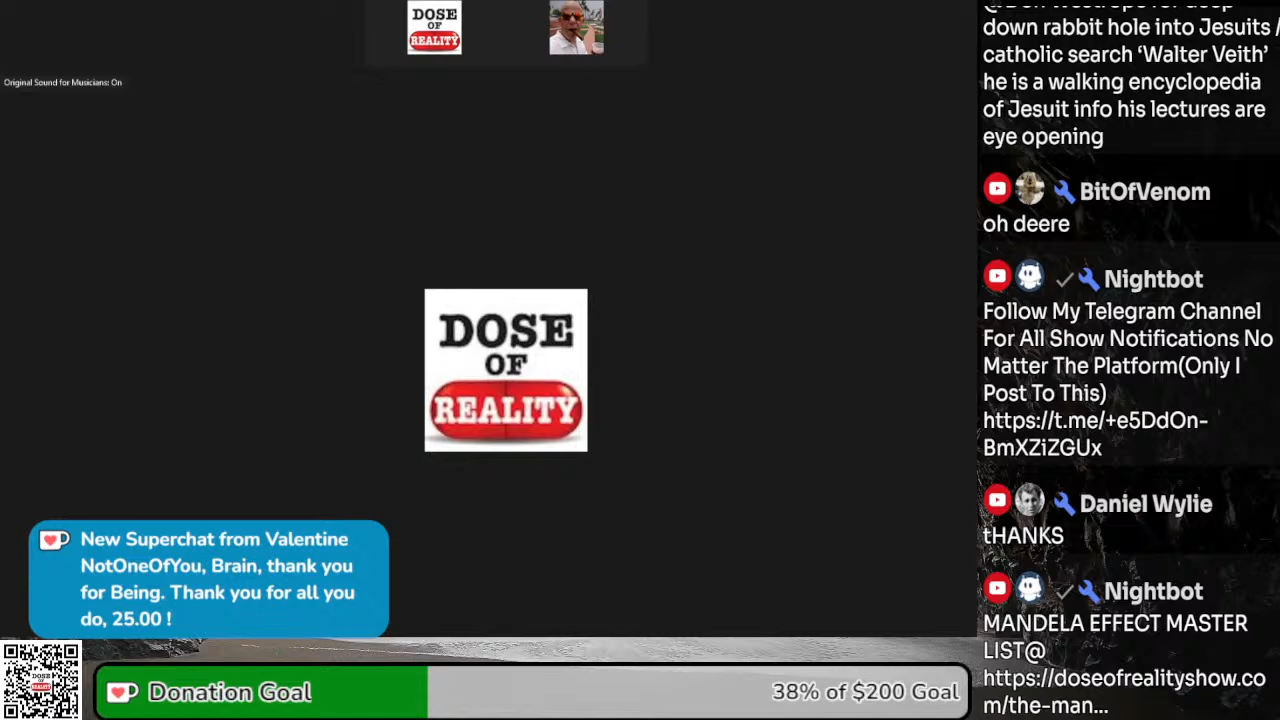 DOSE
OF
REALITY
Original Sound for Musicians: On
DOSE
OF
REALITY
New Superchat from Valentine
NotOneOfYou, Brain, thank you
for Being. Thank you for all you
do, 25.00 !
DOSE
OF
REALITY
Donation Goal
38% of $200 Goal
down rabbit hole into Jesuits /
catholic search ‘Walter Veith’
he is a walking encyclopedia
of Jesuit info his lectures are
eye opening
BitOfVenom
oh deere
Nightbot
Follow My Telegram Channel
For All Show Notifications No
Matter The Platform(Only I
Post To This)
https://t.me/+e5DdOn-
BmXZiZGUx
Daniel Wylie
tHANKS
Nightbot
MANDELA EFFECT MASTER
LIST@
https://doseofrealityshow.co
m/the-man...